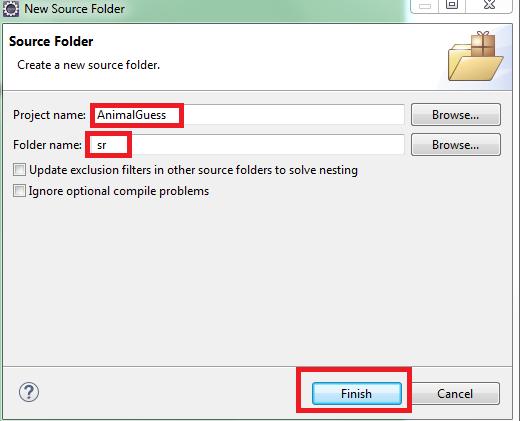 New Source Folder
Source Folder
Create a new source folder.
Project name: AnimalGuess Browse...
Folder name: sr Browse...
Update exclusion filters in other source folders to solve nesting
Ignore optional compile problems
? Finish Cancel